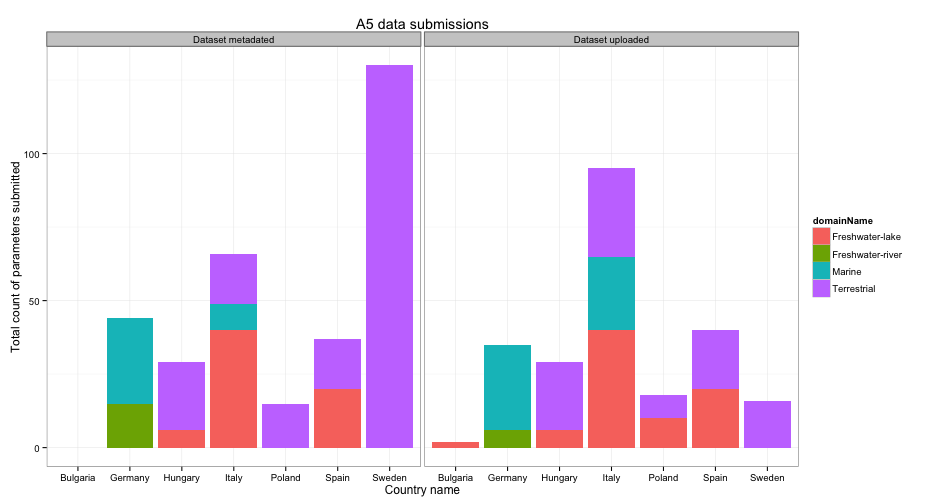 A5 data submissions
Dataset metadated
Dataset uploaded
Total count of parameters submitted
100
50
0
Bulgaria Germany Hungary Italy Poland Spain Sweden
Bulgaria Germany Hungary Italy Poland Spain Sweden
Country name
domainName
Freshwater-lake
Freshwater-river
Marine
Terrestrial